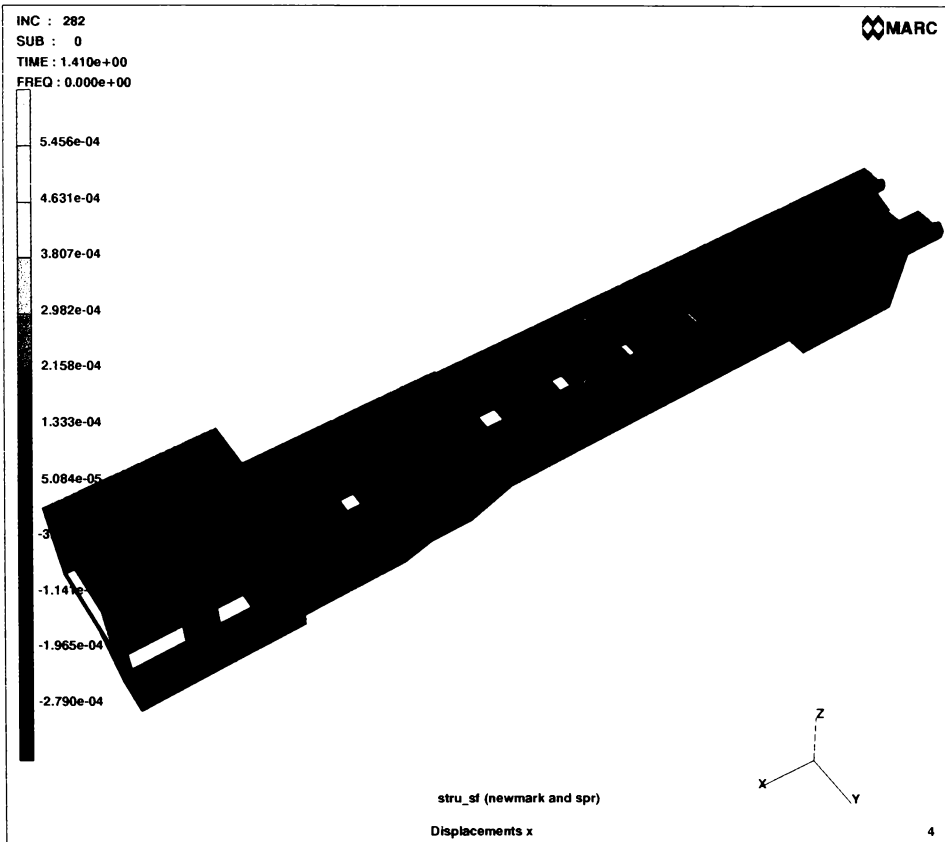 INC : 282
SUB : 0
TIME : 1.410e+00
FREQ : 0.000e+00
MARC
5.456e-04
4.631e-04
3.807e-04
2.982e-04
2.158e-04
1.333e-04
5.084e-05
-1.965e-04
-2.790e-04
Z
X
Y
stru_sf (newmark and spr)
Displacements x
4